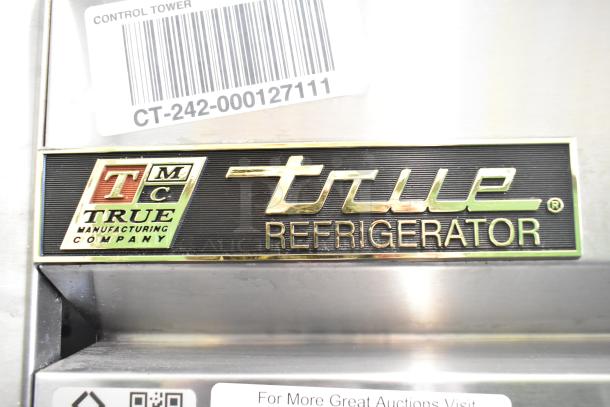 CONTROL TOWER
CT-242-000127111
T M
C.
TRUE
MANUFACTURING
COMPANY
true®
REFRIGERATOR
For More Great Auctions Visit